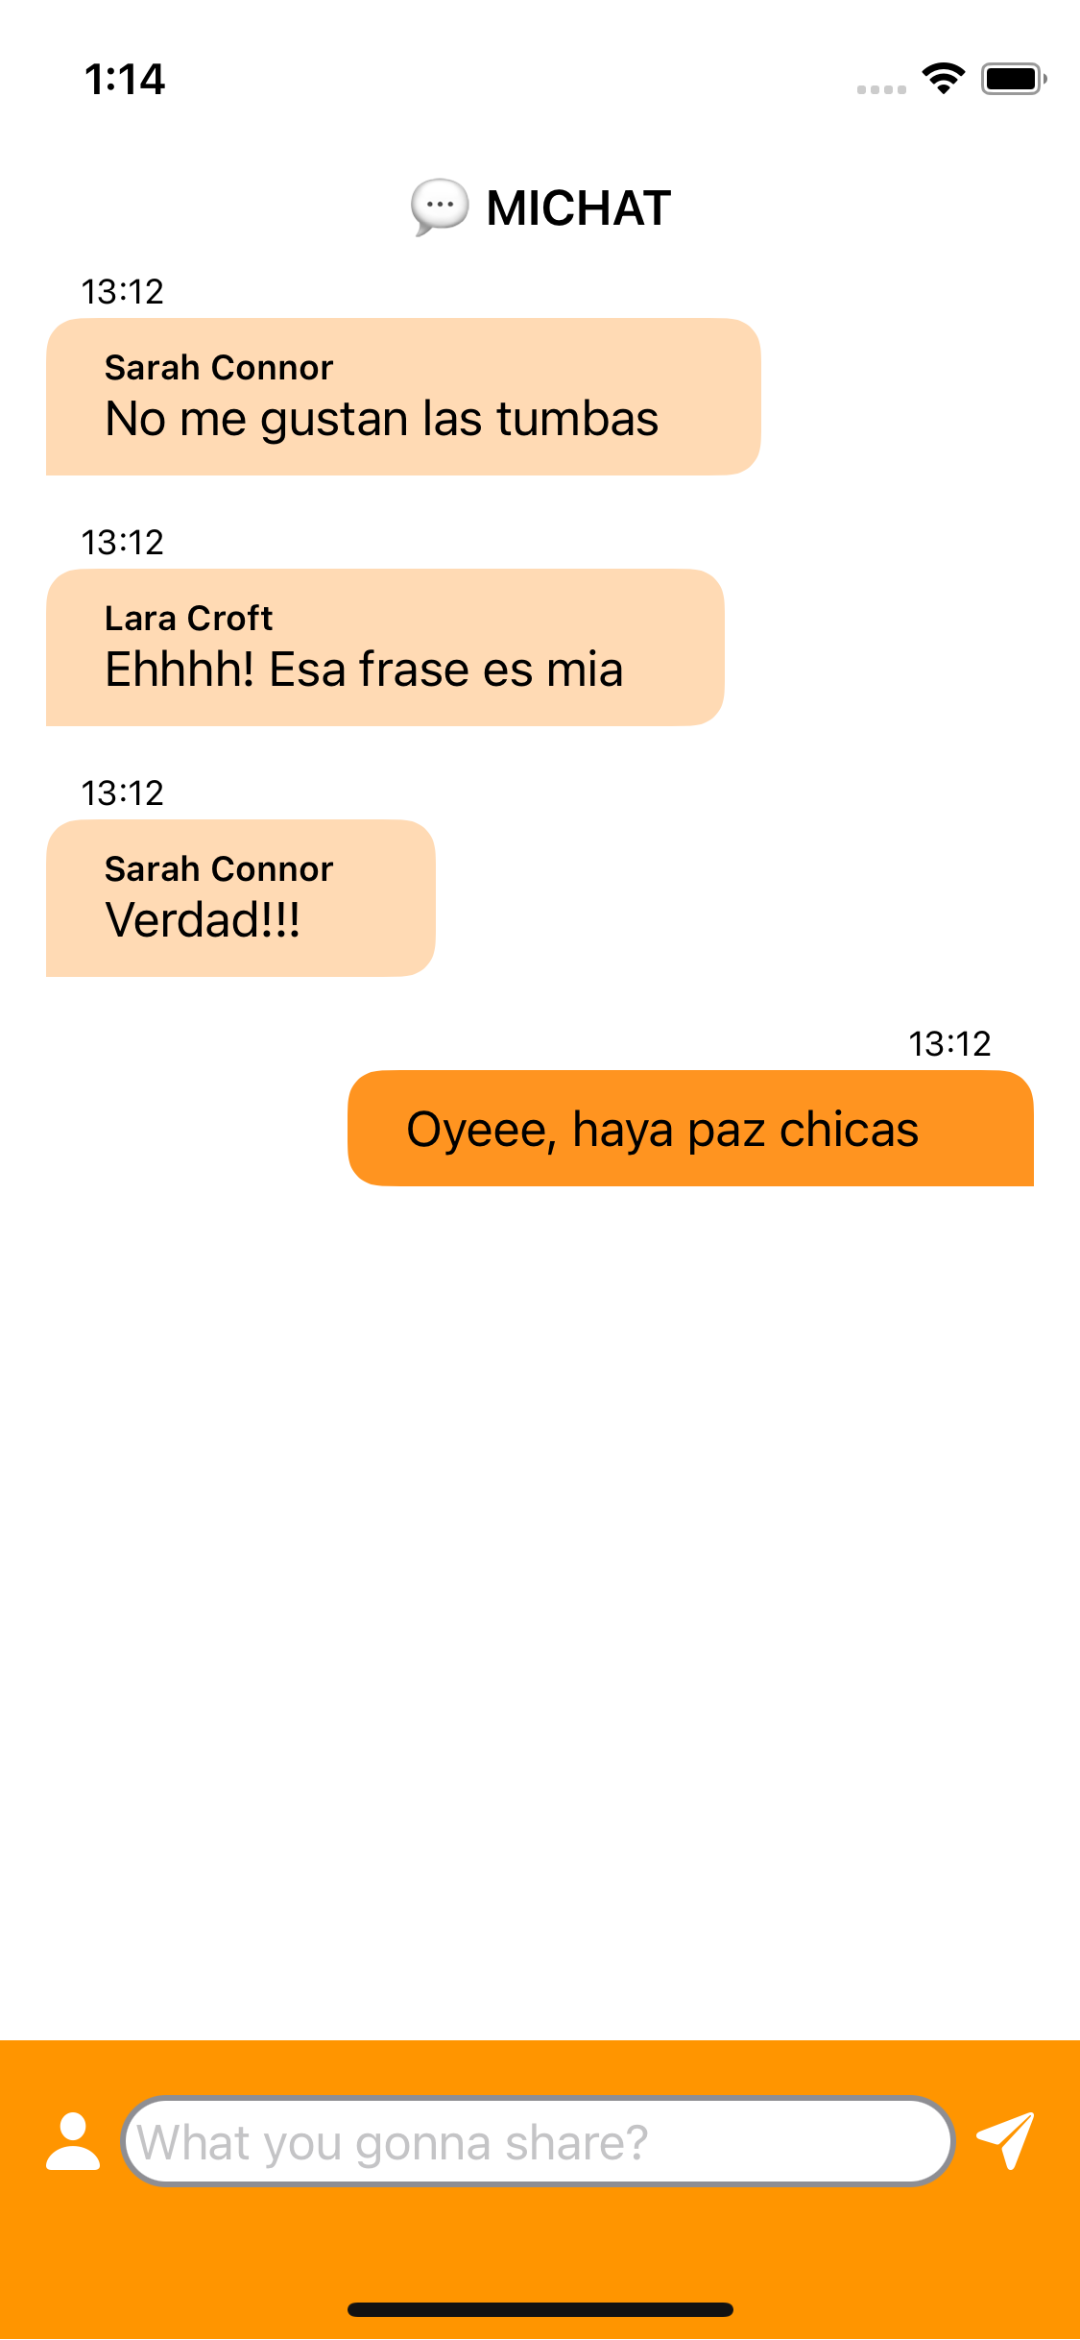 1:14
MICHAT
13:12
Sarah Connor
No me gustan las tumbas
13:12
Lara Croft
Ehhhh! Esa frase es mia
13:12
Sarah Connor
Verdad!!!
13:12
Oyeee, haya paz chicas
What you gonna share?